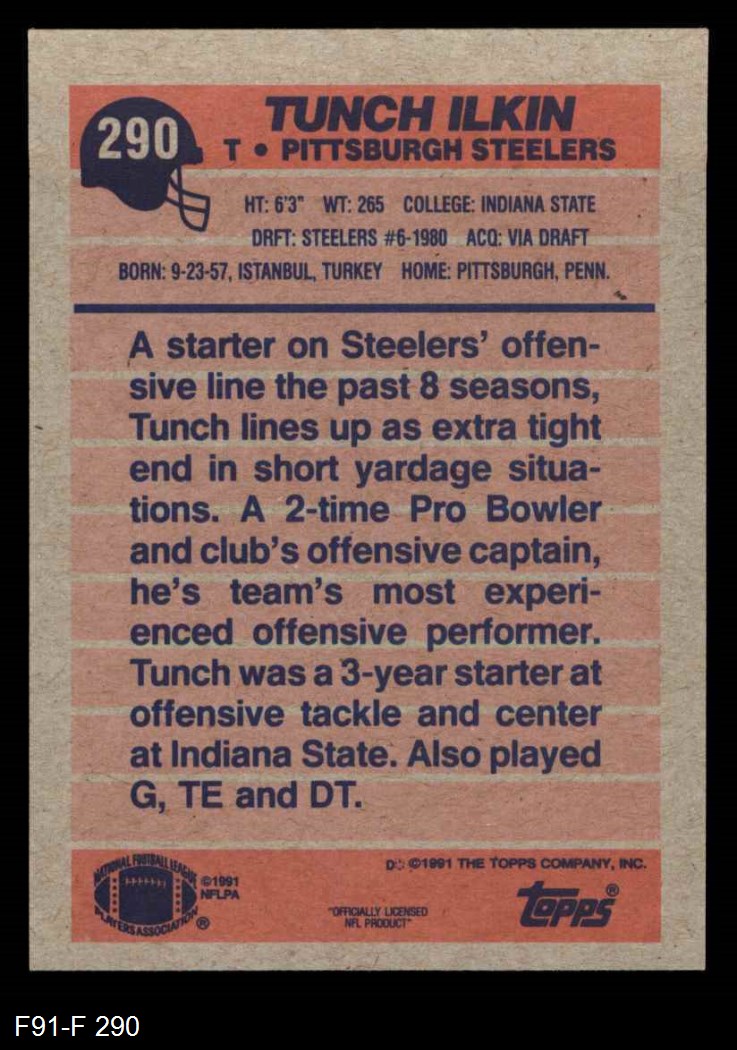 290
TUNCH ILKIN
T • PITTSBURGH STEELERS
HT: 6'3" WT: 265 COLLEGE: INDIANA STATE
DRFT: STEELERS #6-1980 ACQ: VIA DRAFT
BORN: 9-23-57, ISTANBUL, TURKEY HOME: PITTSBURGH, PENN.
A starter on Steelers' offen-
sive line the past 8 seasons,
Tunch lines up as extra tight
end in short yardage situa-
tions. A 2-time Pro Bowler
and club's offensive captain,
he's team's most experi-
enced offensive performer.
Tunch was a 3-year starter at
offensive tackle and center
at Indiana State. Also played
G, TE and DT.
NATIONAL FOOTBALL LEAGUE
PLAYERS ASSOCIATION ®
©1991
NFLPA
"OFFICIALLY LICENSED
NFL PRODUCT"
©1991 THE TOPPS COMPANY, INC.
topps®
F91-F 290